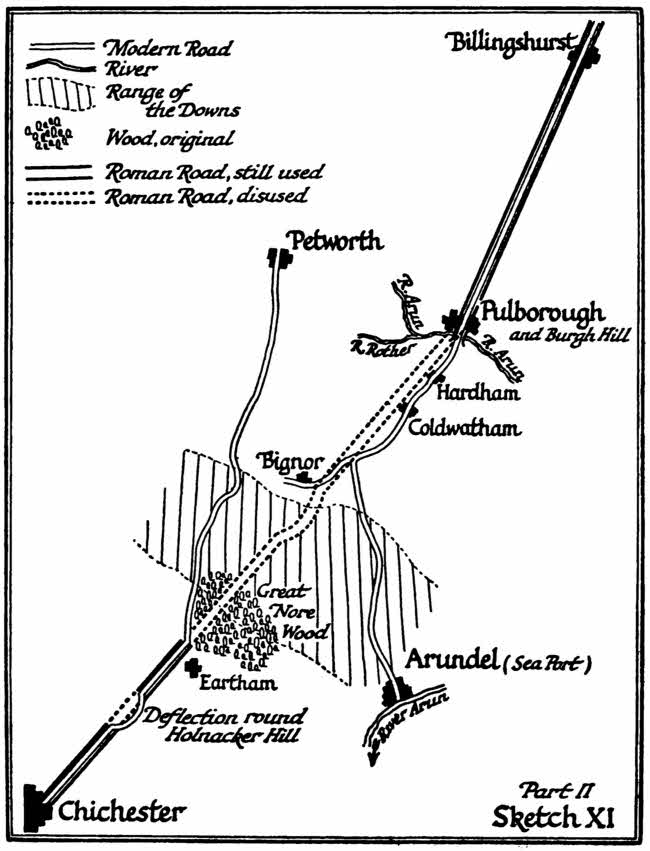 Modern Road
River
Range of
the Downs
Wood, original
Roman Road, still used
Roman Road, disused
Billingshurst
Petworth
R. Arun
Pulborough
and Burgh Hill
R. Rother
R. Arun
Hardham
Coldwatham
Bignor
Great
Nore
Wood
Arundel (Sea Port)
Eartham
River Arun
Deflection round
Holnacker Hill
Chichester
Part II
Sketch XI